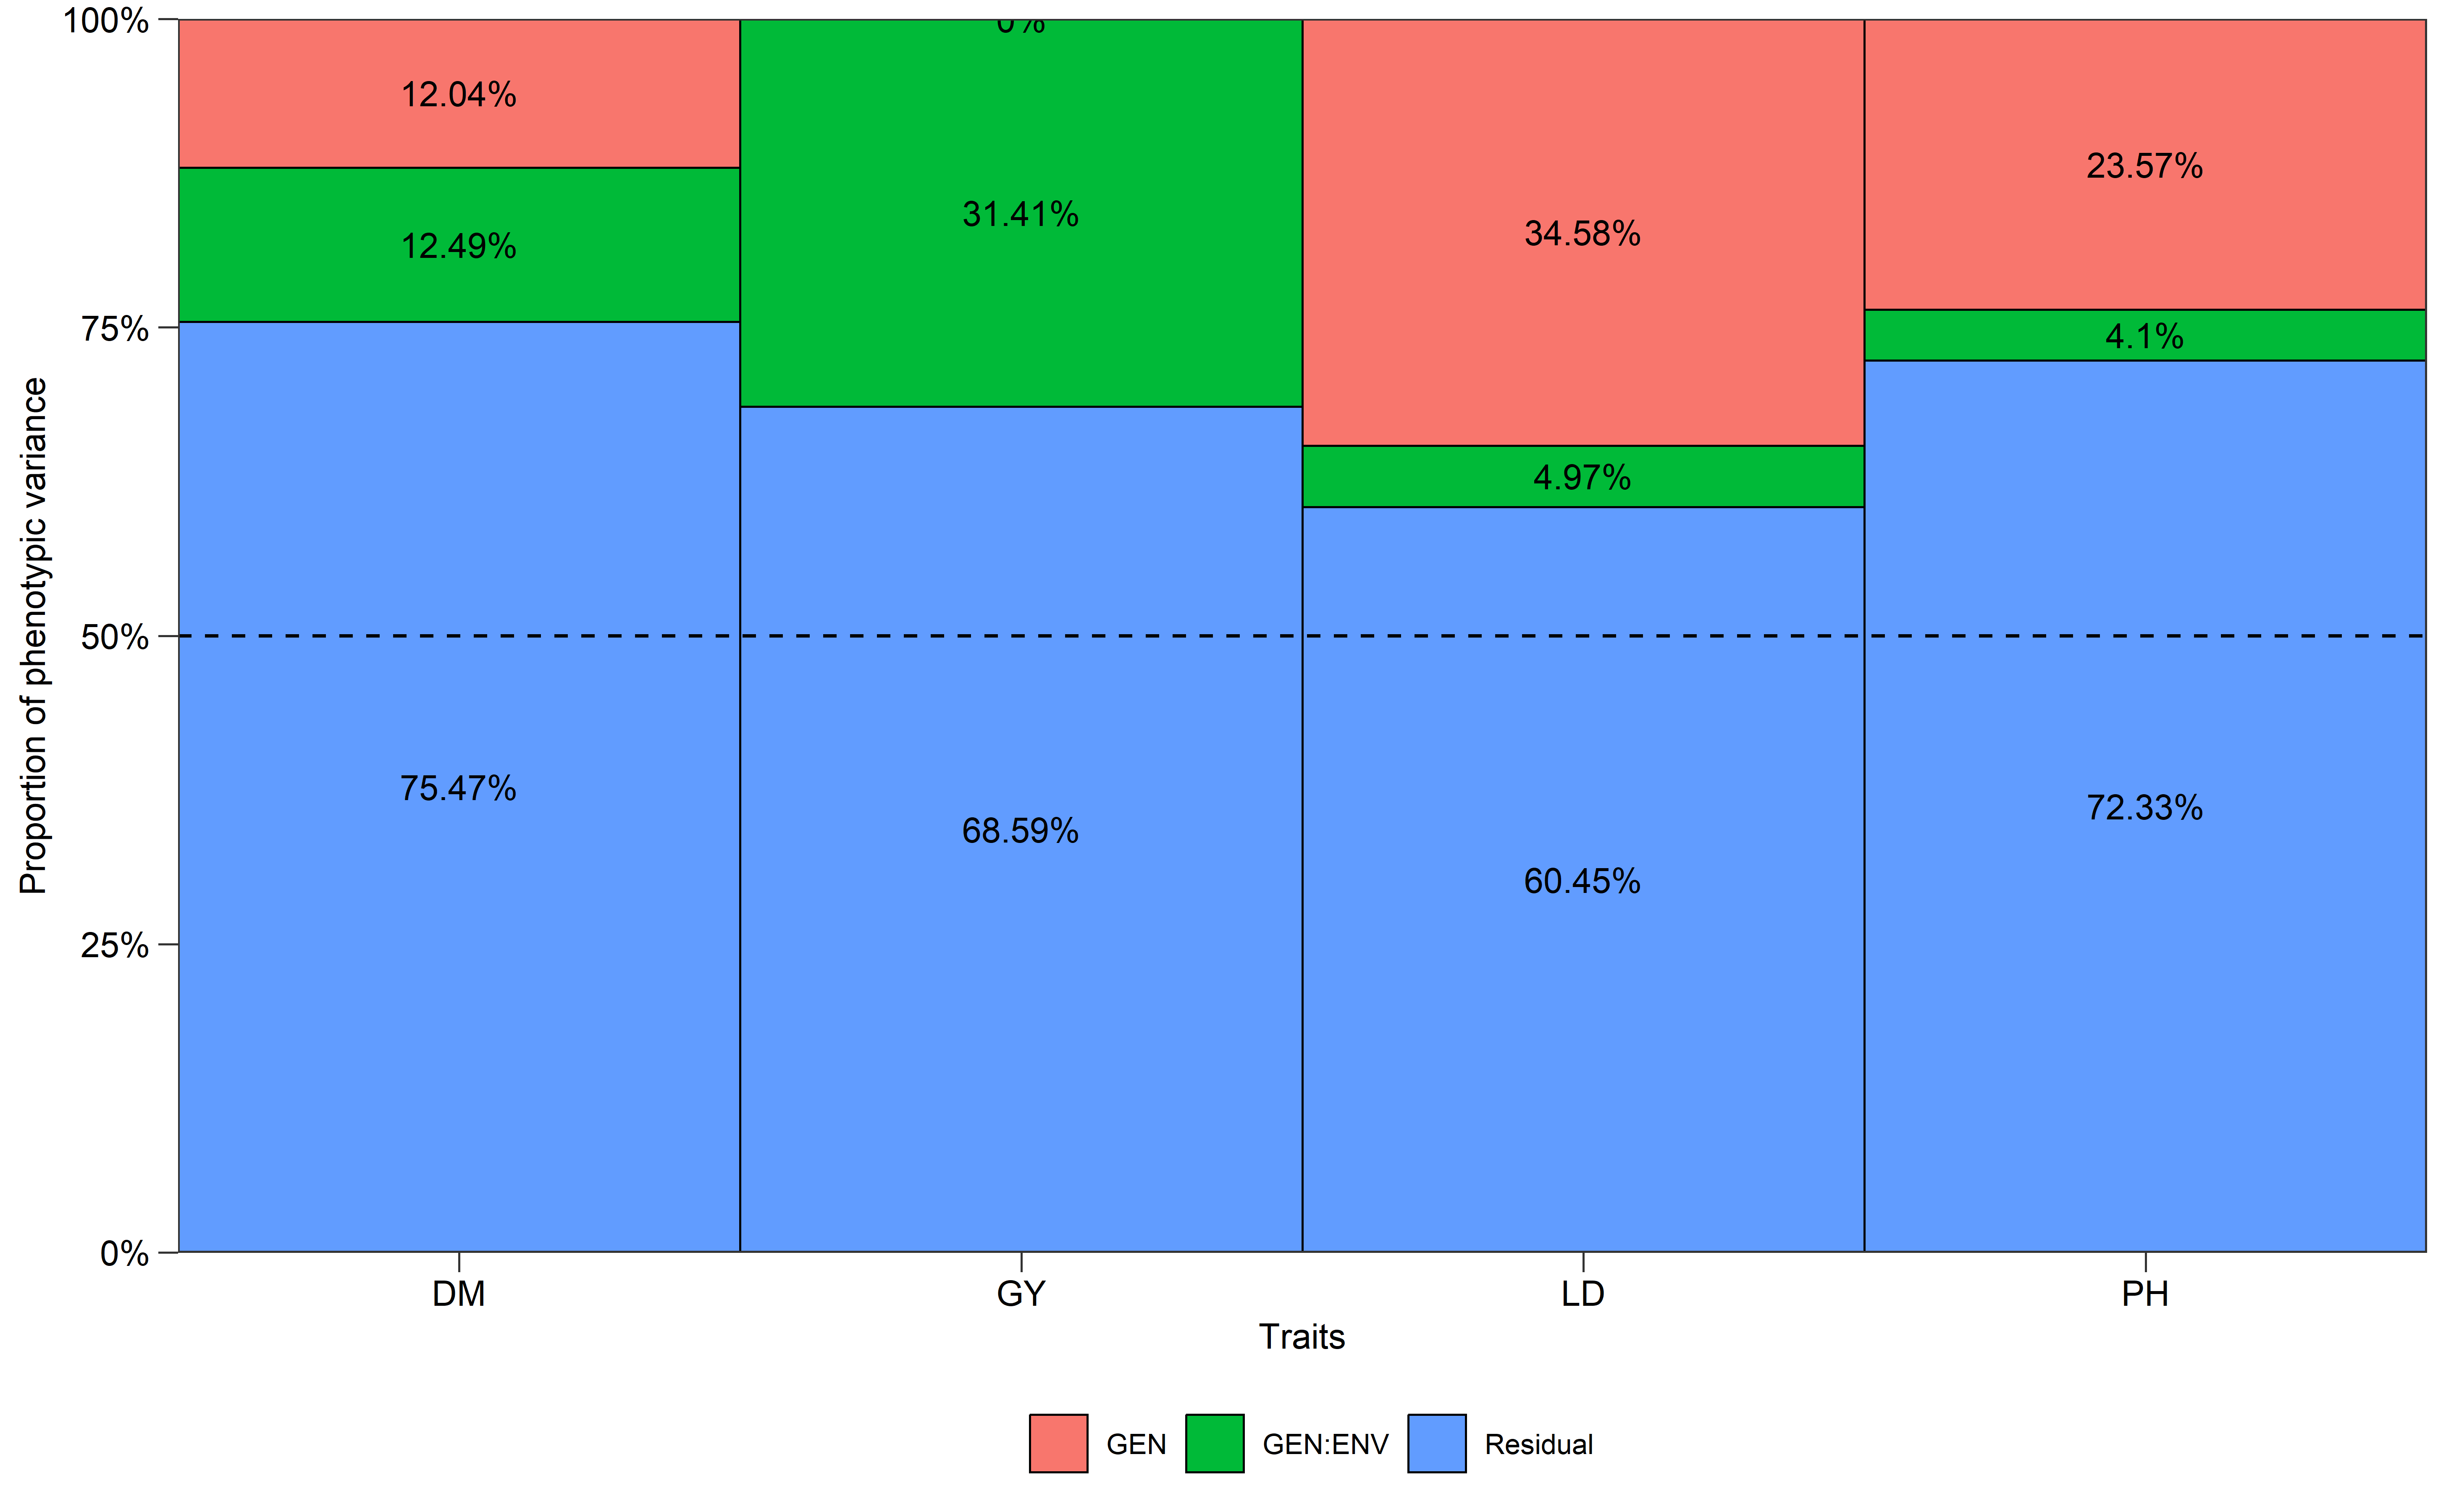 Proportion of phenotypic variance
100%
75%
50%
25%
0%
12.04%
12.49%
75.47%
0%
31.41%
68.59%
34.58%
4.97%
60.45%
23.57%
4.1%
72.33%
DM
GY
LD
PH
Traits
GEN
GEN:ENV
Residual